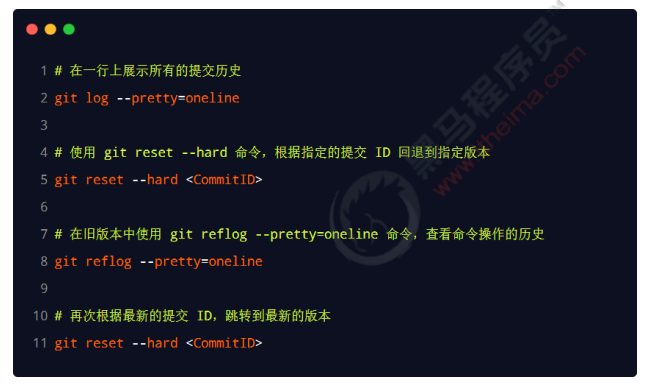 1 # 在一行上展示所有的提交历史
2 git log --pretty=oneline
3
4 # 使用 git reset --hard 命令，根据指定的提交 ID 回退到指定版本
5 git reset --hard <CommitID>
6
7 # 在旧版本中使用 git reflog --pretty=oneline 命令，查看命令操作的历史
8 git reflog --pretty=oneline
9
10 # 再次根据最新的提交 ID，跳转到最新的版本
11 git reset --hard <CommitID>
黑马程序员
www.itheima.com